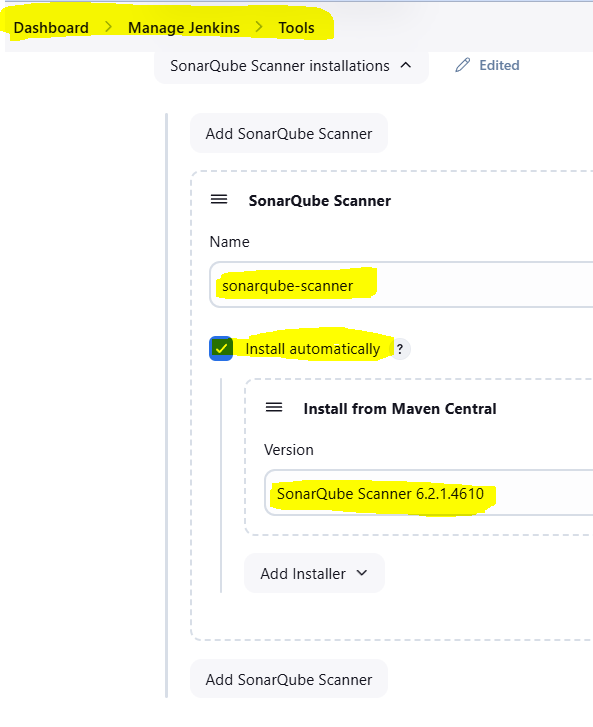 Dashboard > Manage Jenkins > Tools
SonarQube Scanner installations Edited
Add SonarQube Scanner
SonarQube Scanner
Name
sonarqube-scanner
Install automatically ?
Install from Maven Central
Version
SonarQube Scanner 6.2.1.4610
Add Installer
Add SonarQube Scanner